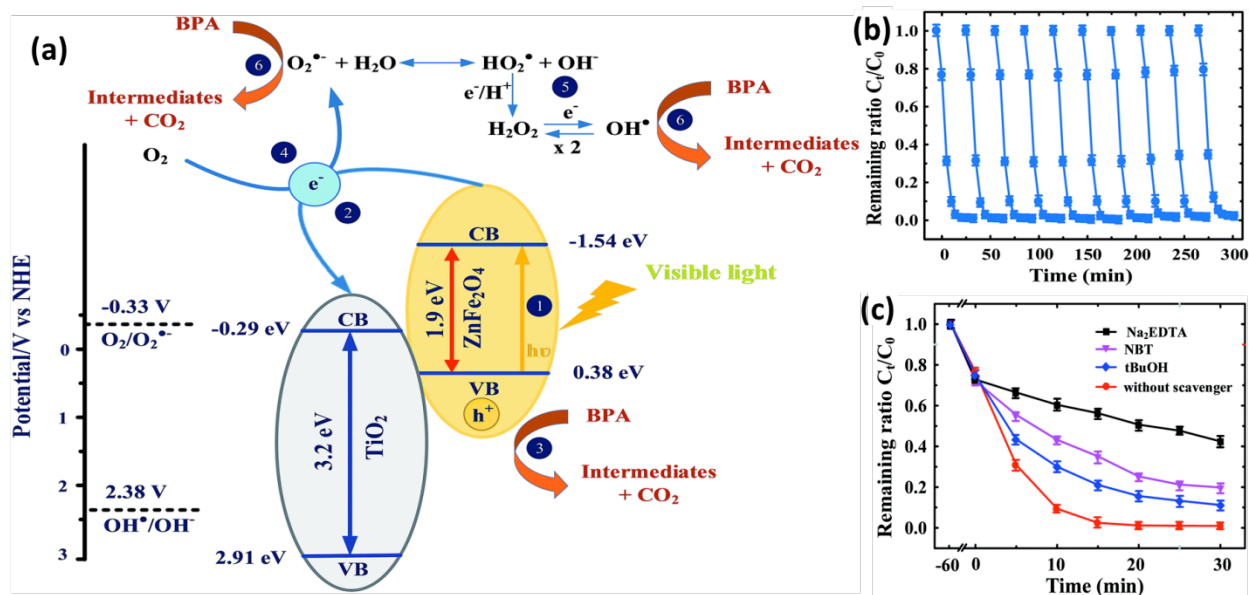 (a)
BPA
6
O₂•⁻ + H₂O
HO₂• + OH⁻
Intermediates
+ CO₂
e⁻/H⁺
5
e⁻
H₂O₂
OH•
x 2
BPA
6
Intermediates
+ CO₂
4
O₂
e⁻
2
Potential/V vs NHE
0
1
2
3
-0.33 V
O₂/O₂•⁻
2.38 V
OH•/OH⁻
-0.29 eV
CB
3.2 eV
TiO₂
2.91 eV
VB
CB
-1.54 eV
1.9 eV
ZnFe₂O₄
1
hυ
Visible light
0.38 eV
VB
h⁺
BPA
3
Intermediates
+ CO₂
(b)
Remaining ratio Cₜ/C₀
1.0
0.8
0.6
0.4
0.2
0.0
0 50 100 150 200 250 300
Time (min)
(c)
Remaining ratio Cₜ/C₀
1.0
0.8
0.6
0.4
0.2
0.0
Na₂EDTA
NBT
tBuOH
without scavenger
-60 0 10 20 30
Time (min)